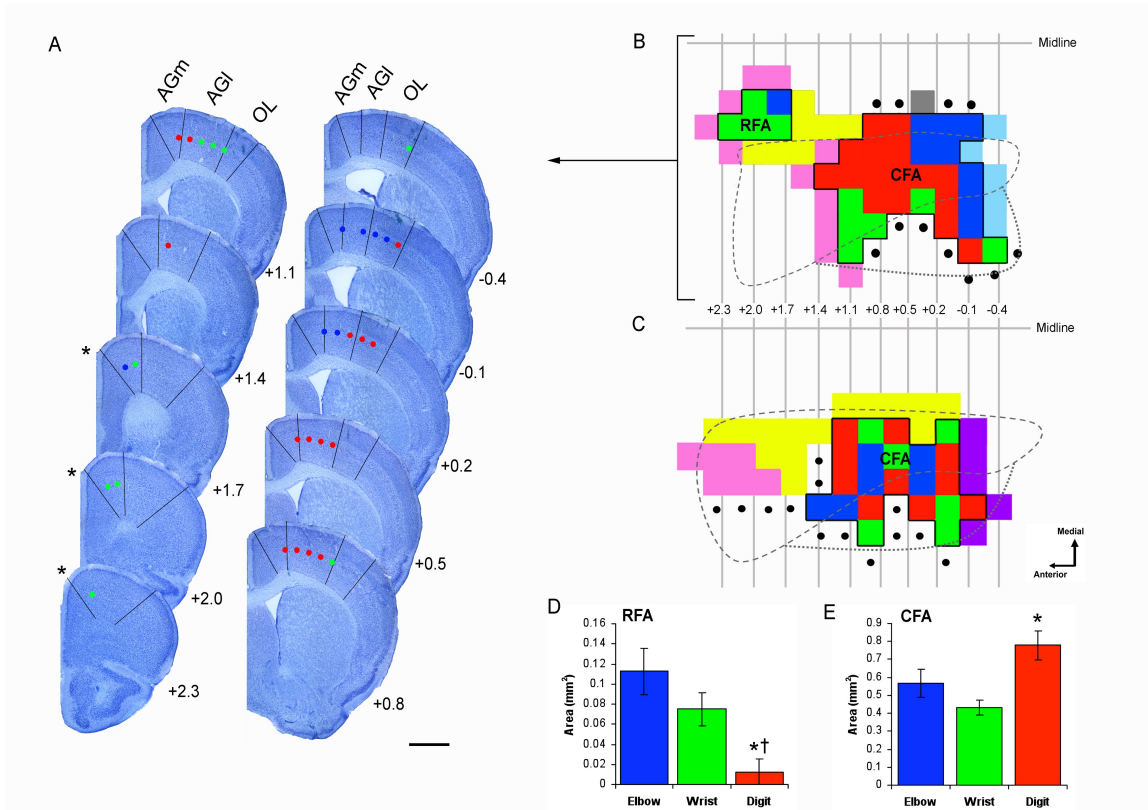 A
AGm
AGl
OL
AGm
AGl
OL
+1.1
-0.4
+1.4
-0.1
*
+1.7
+0.2
*
+2.0
+0.5
*
+2.3
+0.8
B
Midline
RFA
CFA
+2.3 +2.0 +1.7 +1.4 +1.1 +0.8 +0.5 +0.2 -0.1 -0.4
C
Midline
CFA
Medial
Anterior
D
RFA
Area (mm²)
0.16
0.14
0.12
0.1
0.08
0.06
0.04
0.02
0
*†
Elbow Wrist Digit
E
CFA
Area (mm²)
0.9
0.8
0.7
0.6
0.5
0.4
0.3
0.2
0.1
0
*
Elbow Wrist Digit